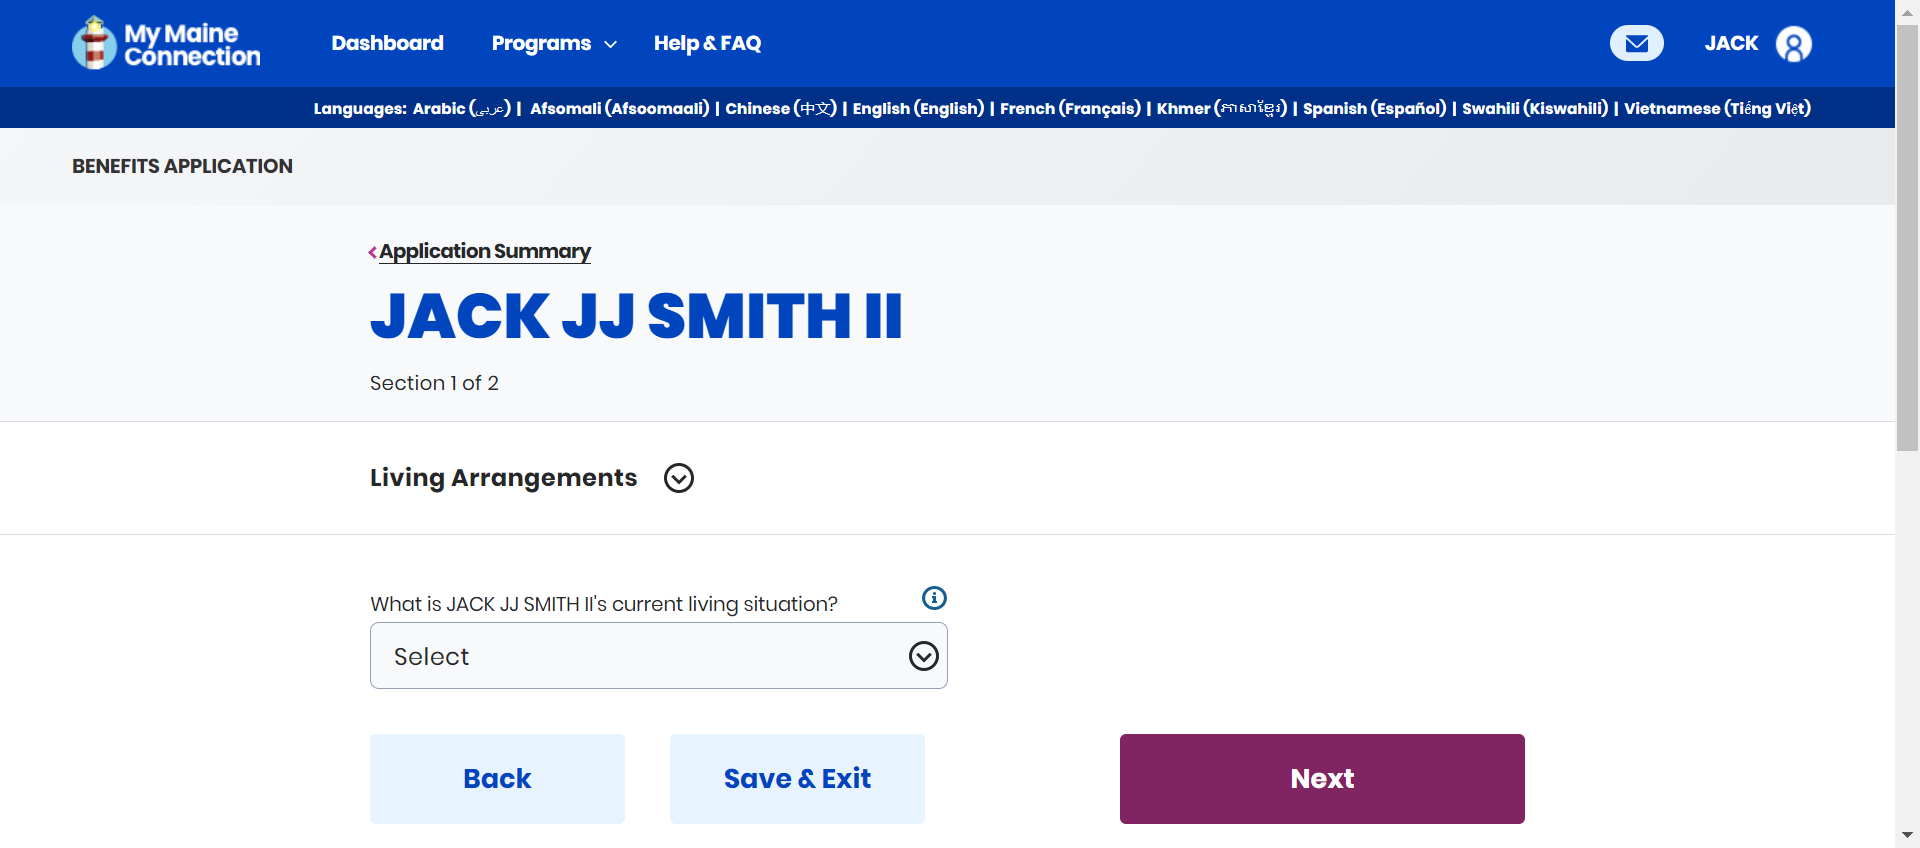 My Maine
Connection
Dashboard
Programs
Help & FAQ
JACK
Languages: Arabic (عربى) | Afsomali (Afsoomaali) | Chinese (中文) | English (English) | French (Français) | Khmer (ភាសាខ្មែរ) | Spanish (Español) | Swahili (Kiswahili) | Vietnamese (Tiếng Việt)
BENEFITS APPLICATION
Application Summary
JACK JJ SMITH II
Section 1 of 2
Living Arrangements
What is JACK JJ SMITH II's current living situation?
Select
Back
Save & Exit
Next